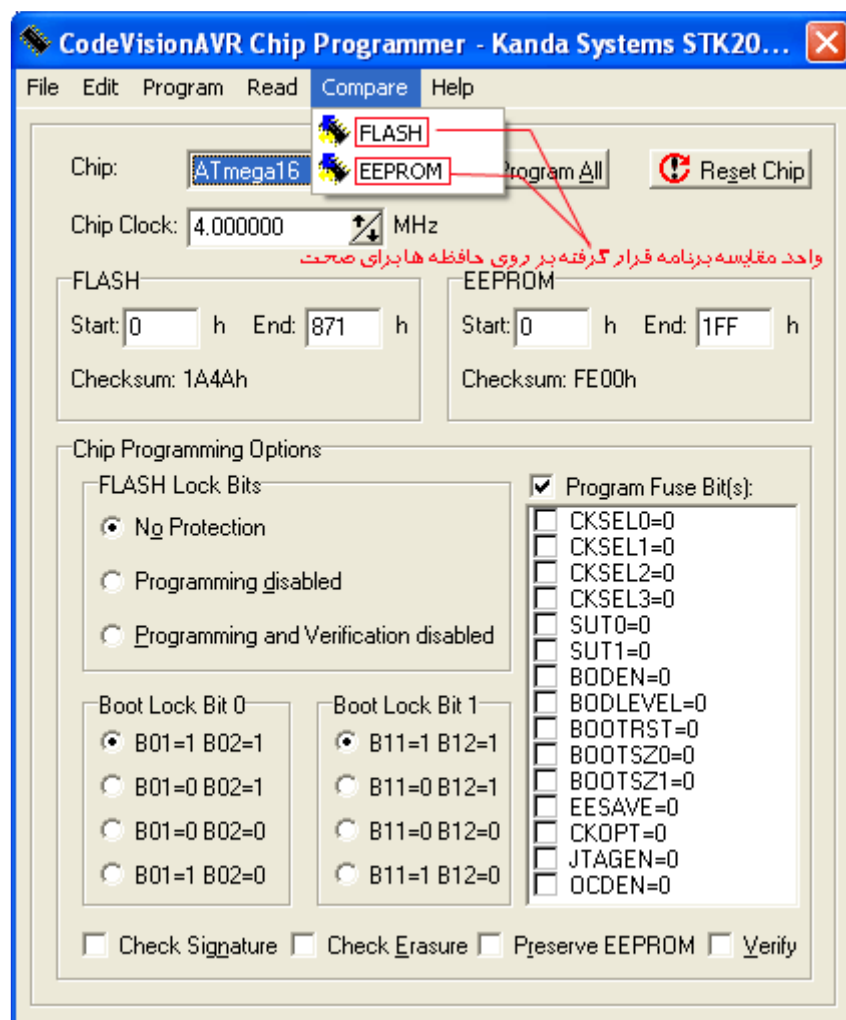 CodeVisionAVR Chip Programmer - Kanda Systems STK20...
File Edit Program Read Compare Help
FLASH
EEPROM
Chip: ATmega16 Program All Reset Chip
Chip Clock: 4.000000 MHz
واحد مقایسه برنامه قرار گرفته بر روی حافظه ها برای صحت
FLASH
Start: 0 h End: 871 h
Checksum: 1A4Ah
EEPROM
Start: 0 h End: 1FF h
Checksum: FE00h
Chip Programming Options
FLASH Lock Bits
No Protection
Programming disabled
Programming and Verification disabled
Program Fuse Bit(s):
CKSEL0=0
CKSEL1=0
CKSEL2=0
CKSEL3=0
SUT0=0
SUT1=0
BODEN=0
BODLEVEL=0
BOOTRST=0
BOOTSZ0=0
BOOTSZ1=0
EESAVE=0
CKOPT=0
JTAGEN=0
OCDEN=0
Boot Lock Bit 0
B01=1 B02=1
B01=0 B02=1
B01=0 B02=0
B01=1 B02=0
Boot Lock Bit 1
B11=1 B12=1
B11=0 B12=1
B11=0 B12=0
B11=1 B12=0
Check Signature Check Erasure Preserve EEPROM Verify